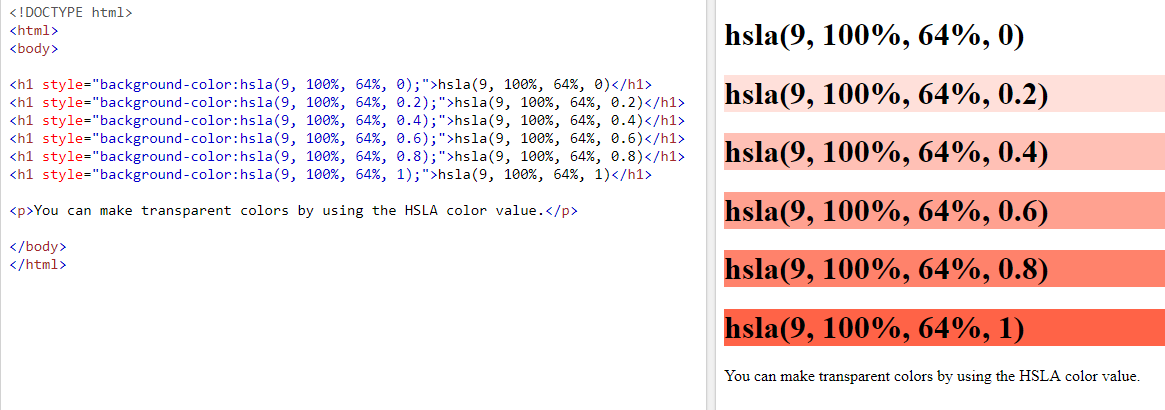 <!DOCTYPE html>
<html>
<body>
<h1 style="background-color:hsla(9, 100%, 64%, 0);">hsla(9, 100%, 64%, 0)</h1>
<h1 style="background-color:hsla(9, 100%, 64%, 0.2);">hsla(9, 100%, 64%, 0.2)</h1>
<h1 style="background-color:hsla(9, 100%, 64%, 0.4);">hsla(9, 100%, 64%, 0.4)</h1>
<h1 style="background-color:hsla(9, 100%, 64%, 0.6);">hsla(9, 100%, 64%, 0.6)</h1>
<h1 style="background-color:hsla(9, 100%, 64%, 0.8);">hsla(9, 100%, 64%, 0.8)</h1>
<h1 style="background-color:hsla(9, 100%, 64%, 1);">hsla(9, 100%, 64%, 1)</h1>
<p>You can make transparent colors by using the HSLA color value.</p>
</body>
</html>
hsla(9, 100%, 64%, 0)
hsla(9, 100%, 64%, 0.2)
hsla(9, 100%, 64%, 0.4)
hsla(9, 100%, 64%, 0.6)
hsla(9, 100%, 64%, 0.8)
hsla(9, 100%, 64%, 1)
You can make transparent colors by using the HSLA color value.